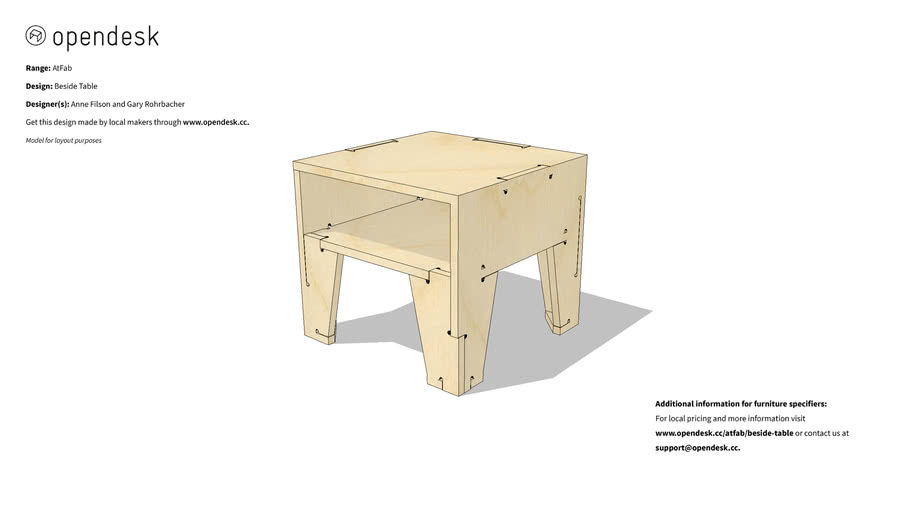 opendesk
Range: AtFab
Design: Beside Table
Designer(s): Anne Filson and Gary Rohrbacher
Get this design made by local makers through www.opendesk.cc.
Model for layout purposes
Additional information for furniture specifiers:
For local pricing and more information visit
www.opendesk.cc/atfab/beside-table or contact us at
support@opendesk.cc.